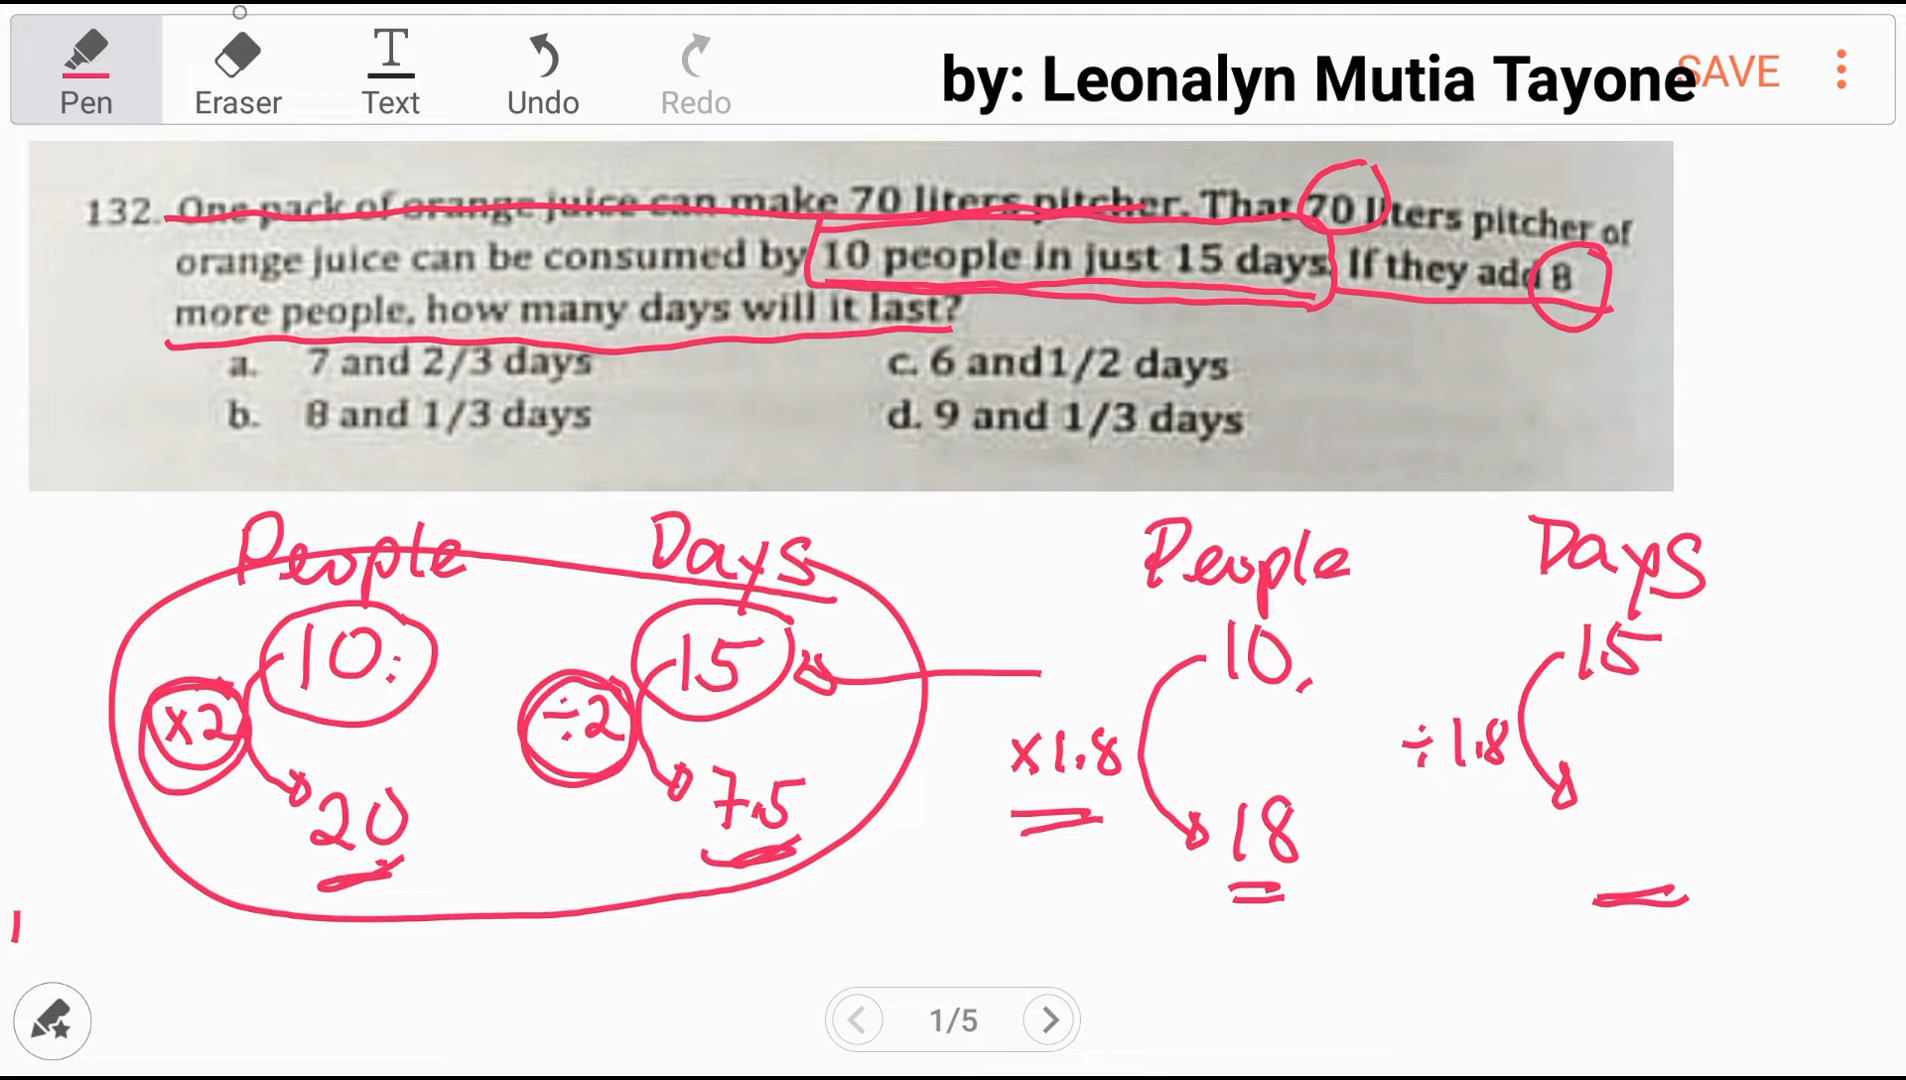 Pen
Eraser
Text
Undo
Redo
by: Leonalyn Mutia Tayone
SAVE
132. One pack of orange juice can make 70 liters pitcher. That 70 liters pitcher of
orange juice can be consumed by 10 people in just 15 days. If they add 8
more people, how many days will it last?
a. 7 and 2/3 days
c. 6 and1/2 days
b. 8 and 1/3 days
d. 9 and 1/3 days
People Days People Days
10: 15 10. 15
x2 ÷2 x1.8 ÷1.8
20 7.5 18
1/5